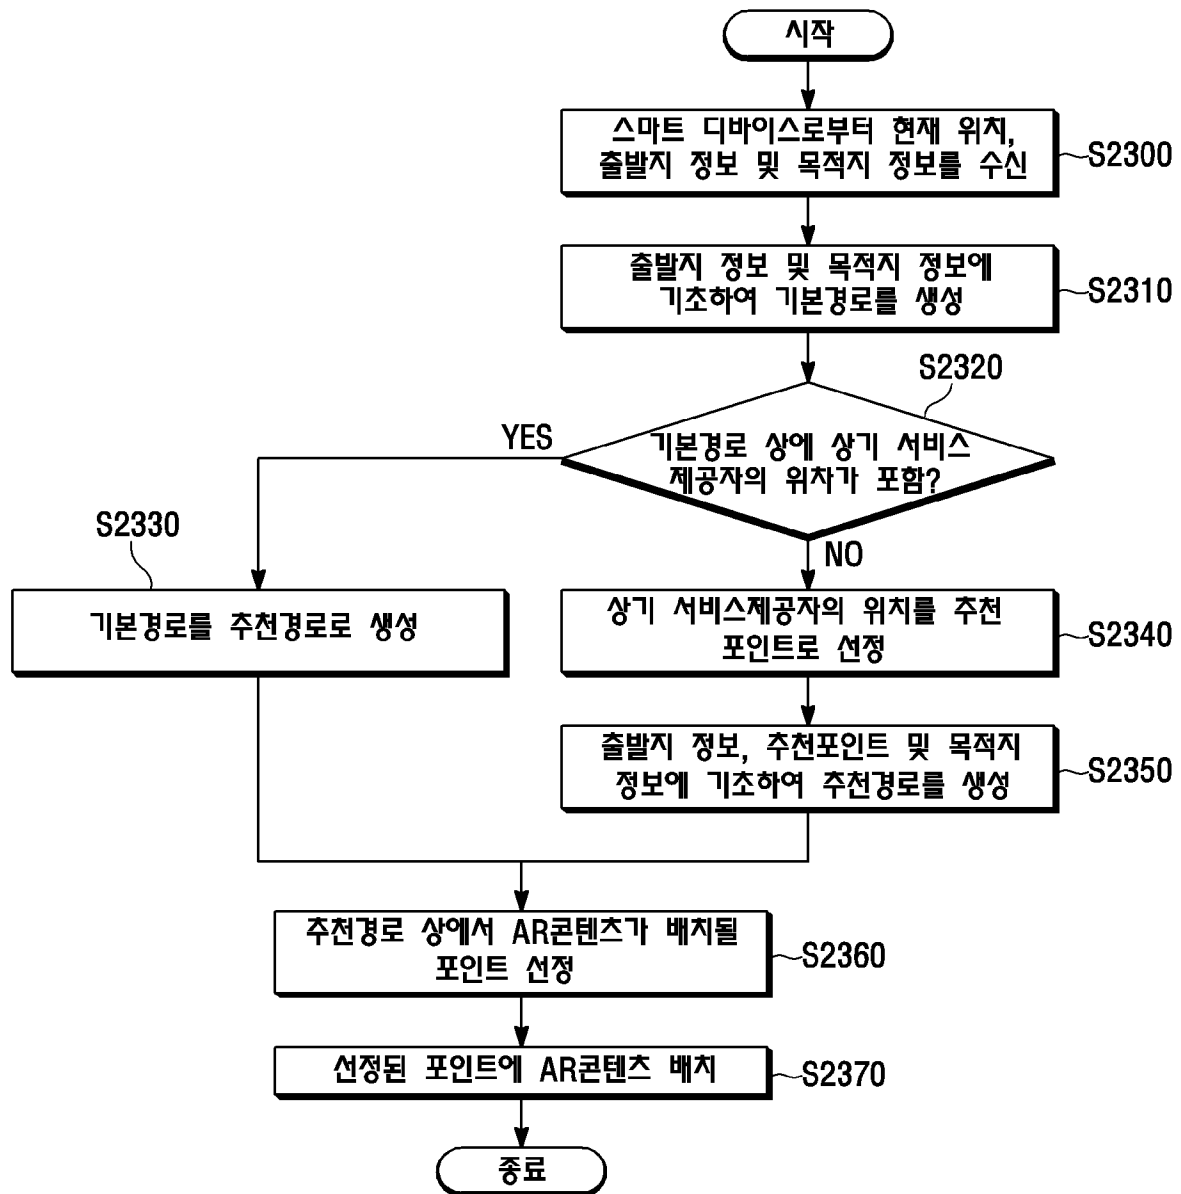 시작
스마트 디바이스로부터 현재 위치,
출발지 정보 및 목적지 정보를 수신
S2300
출발지 정보 및 목적지 정보에
기초하여 기본경로를 생성
S2310
S2320
기본경로 상에 상기 서비스
제공자의 위차가 포함?
YES
NO
S2330
기본경로를 추천경로로 생성
상기 서비스제공자의 위치를 추천
포인트로 선정
S2340
출발지 정보, 추천포인트 및 목적지
정보에 기초하여 추천경로를 생성
S2350
추천경로 상에서 AR콘텐츠가 배치될
포인트 선정
S2360
선정된 포인트에 AR콘텐츠 배치
S2370
종료